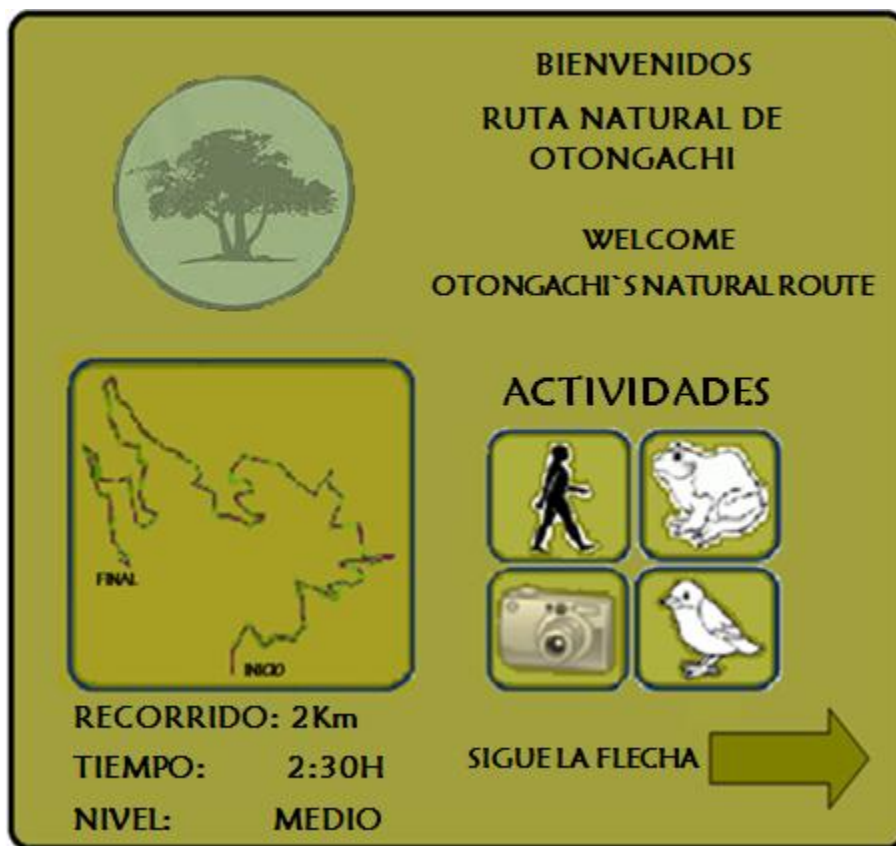 BIENVENIDOS
RUTA NATURAL DE
OTONGACHI
WELCOME
OTONGACHI`S NATURAL ROUTE
FINAL
INICIO
ACTIVIDADES
RECORRIDO: 2Km
TIEMPO: 2:30H
NIVEL: MEDIO
SIGUE LA FLECHA